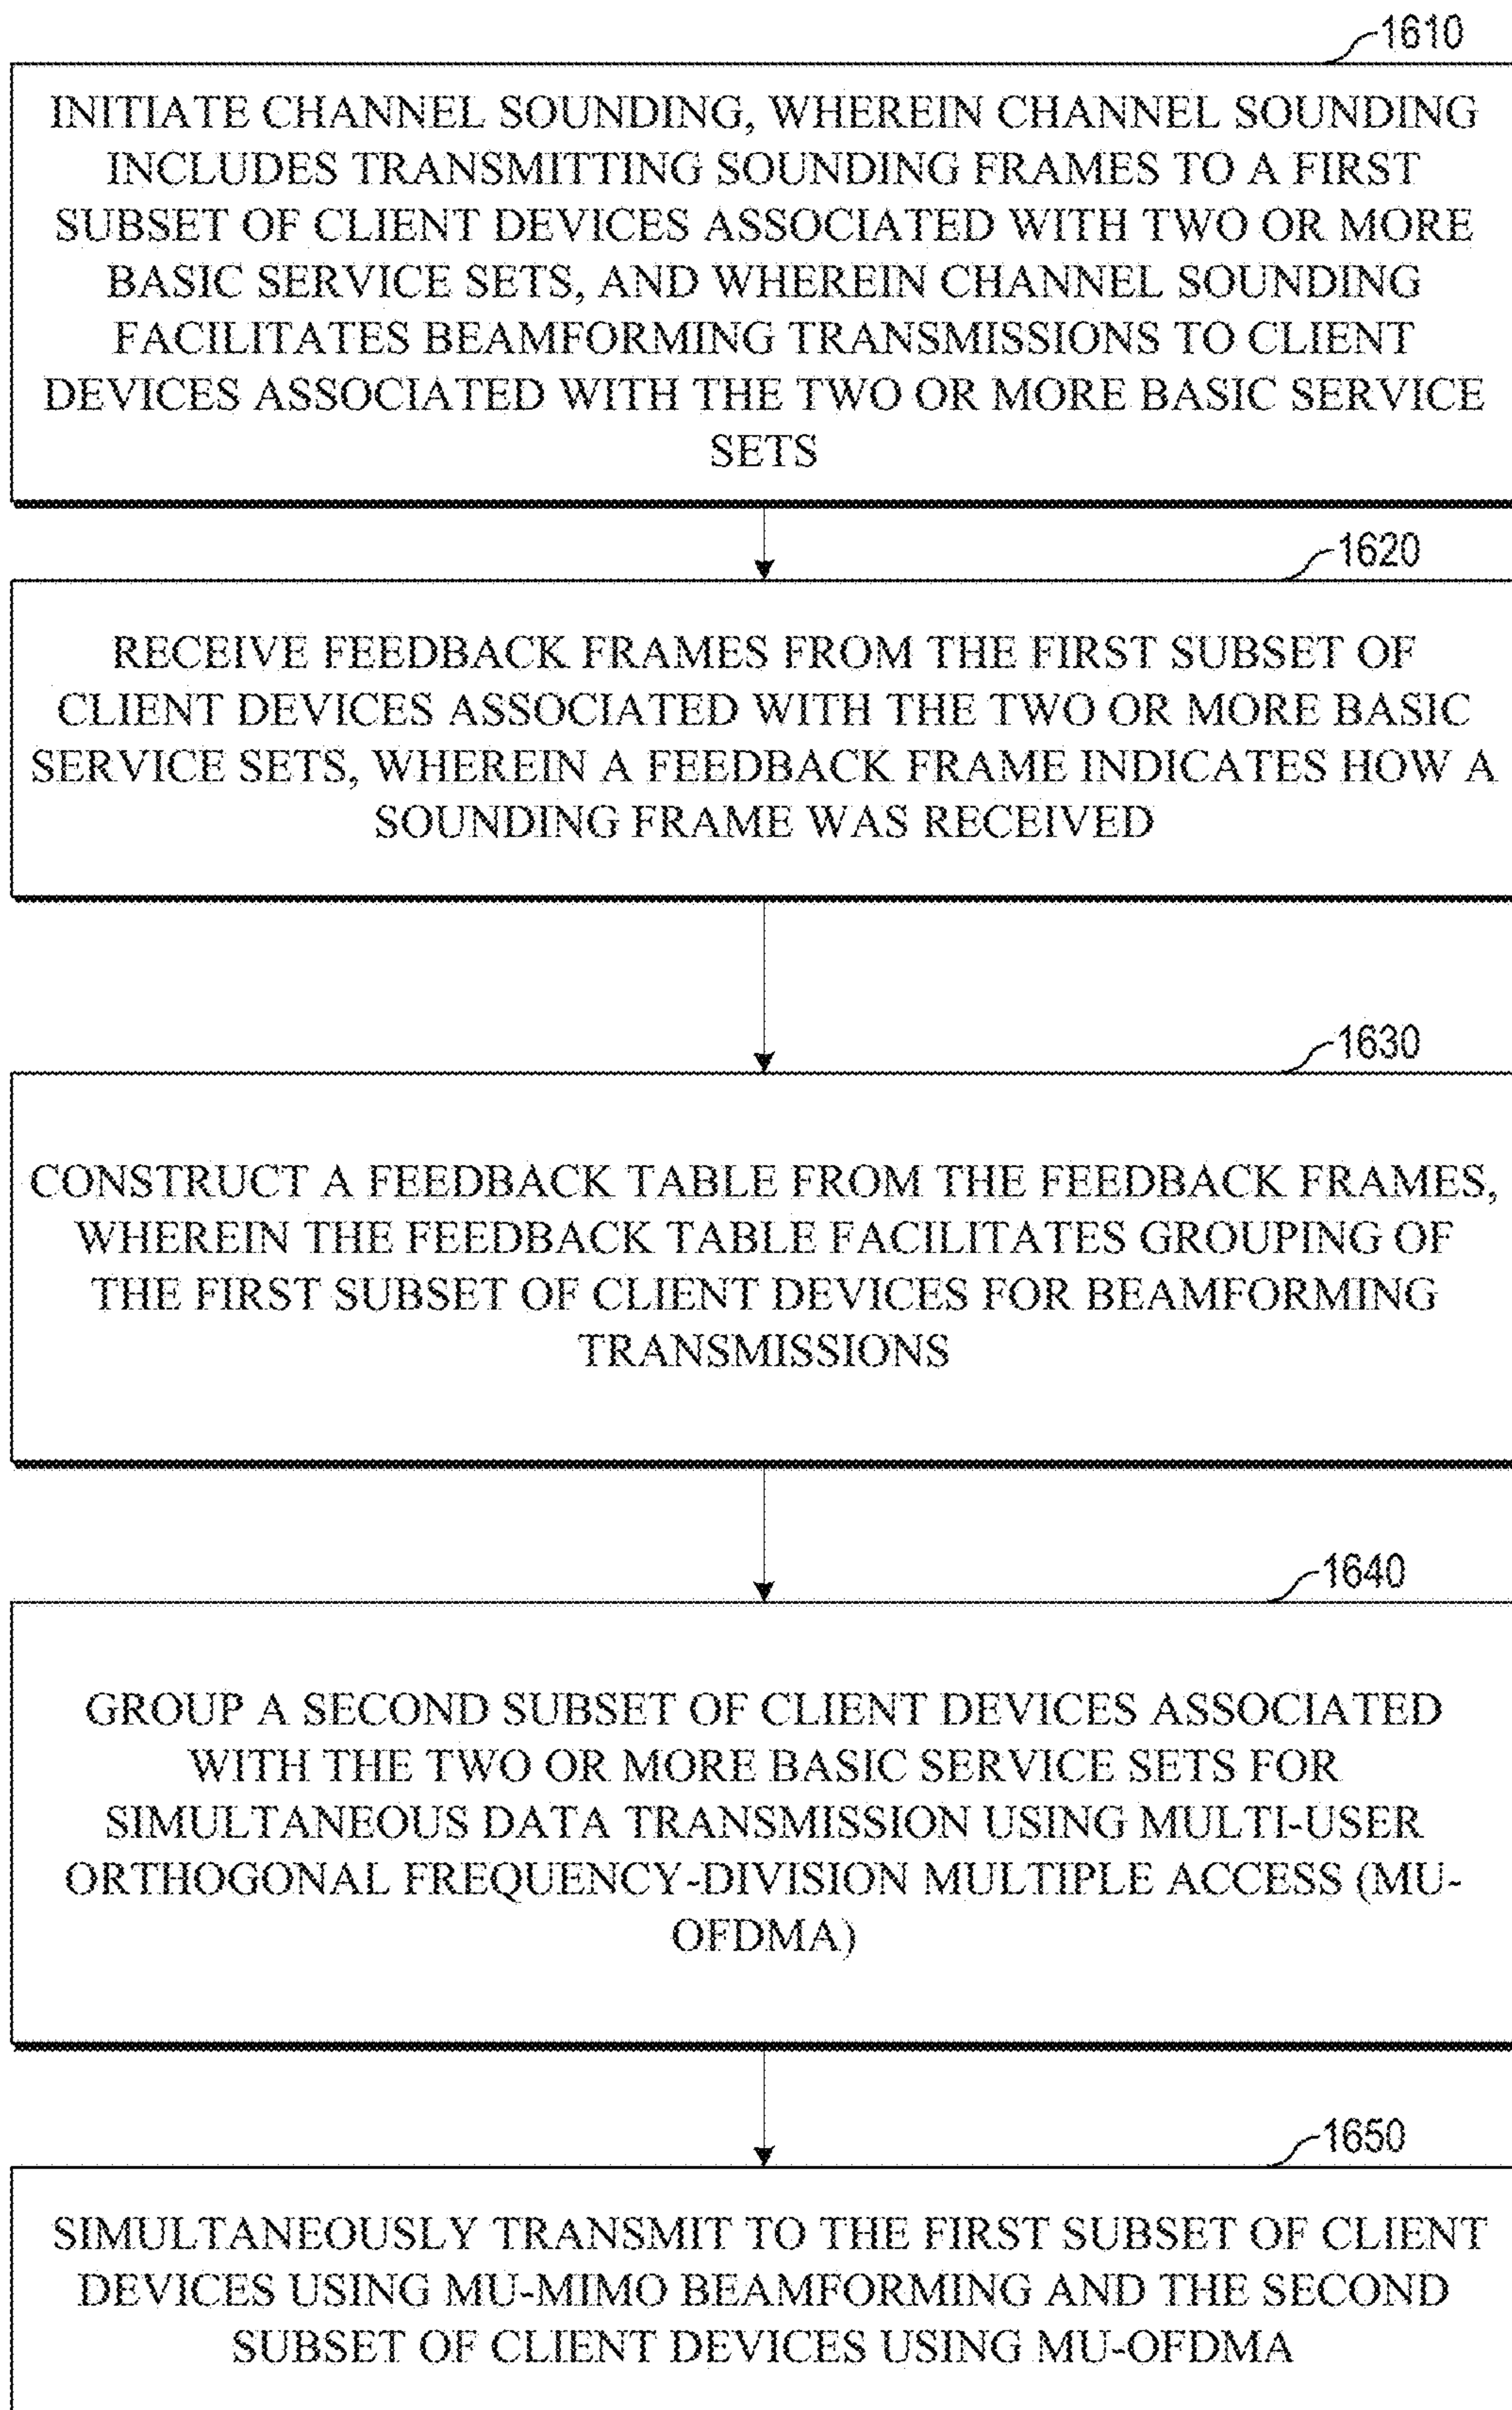 1610
INITIATE CHANNEL SOUNDING, WHEREIN CHANNEL SOUNDING
INCLUDES TRANSMITTING SOUNDING FRAMES TO A FIRST
SUBSET OF CLIENT DEVICES ASSOCIATED WITH TWO OR MORE
BASIC SERVICE SETS, AND WHEREIN CHANNEL SOUNDING
FACILITATES BEAMFORMING TRANSMISSIONS TO CLIENT
DEVICES ASSOCIATED WITH THE TWO OR MORE BASIC SERVICE
SETS
1620
RECEIVE FEEDBACK FRAMES FROM THE FIRST SUBSET OF
CLIENT DEVICES ASSOCIATED WITH THE TWO OR MORE BASIC
SERVICE SETS, WHEREIN A FEEDBACK FRAME INDICATES HOW A
SOUNDING FRAME WAS RECEIVED
1630
CONSTRUCT A FEEDBACK TABLE FROM THE FEEDBACK FRAMES,
WHEREIN THE FEEDBACK TABLE FACILITATES GROUPING OF
THE FIRST SUBSET OF CLIENT DEVICES FOR BEAMFORMING
TRANSMISSIONS
1640
GROUP A SECOND SUBSET OF CLIENT DEVICES ASSOCIATED
WITH THE TWO OR MORE BASIC SERVICE SETS FOR
SIMULTANEOUS DATA TRANSMISSION USING MULTI-USER
ORTHOGONAL FREQUENCY-DIVISION MULTIPLE ACCESS (MU-
OFDMA)
1650
SIMULTANEOUSLY TRANSMIT TO THE FIRST SUBSET OF CLIENT
DEVICES USING MU-MIMO BEAMFORMING AND THE SECOND
SUBSET OF CLIENT DEVICES USING MU-OFDMA